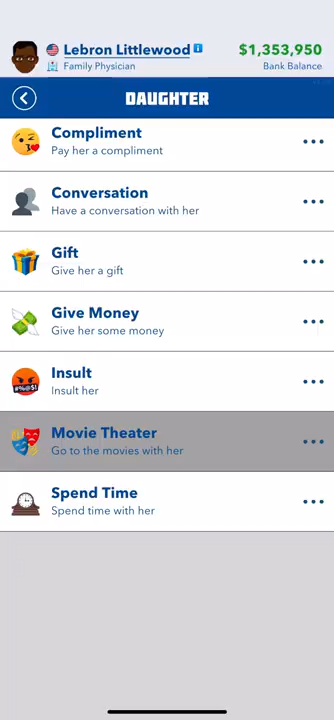 Lebron Littlewood
$1,353,950
Family Physician
Bank Balance
DAUGHTER
Compliment
Pay her a compliment
Conversation
Have a conversation with her
Gift
Give her a gift
Give Money
Give her some money
Insult
Insult her
Movie Theater
Go to the movies with her
Spend Time
Spend time with her